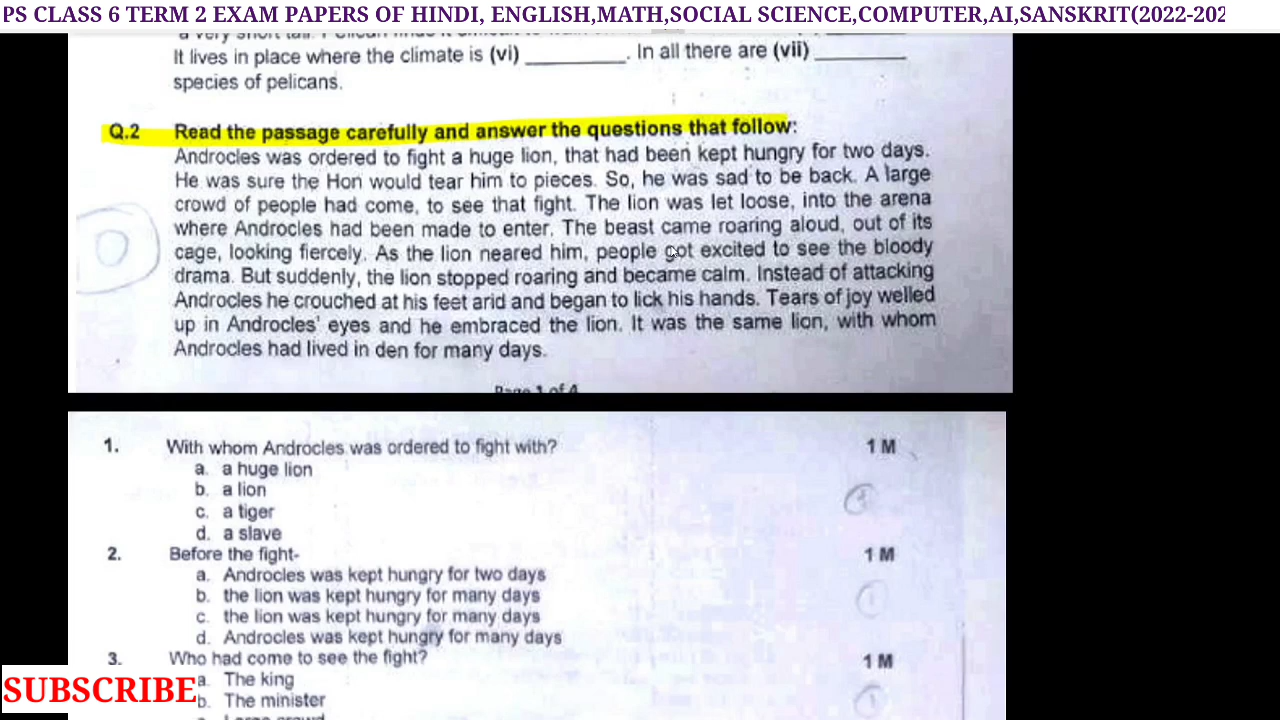 PS CLASS 6 TERM 2 EXAM PAPERS OF HINDI, ENGLISH,MATH,SOCIAL SCIENCE,COMPUTER,AI,SANSKRIT(2022-202
a very short tail.
It lives in place where the climate is (vi) __________. In all there are (vii) __________
species of pelicans.
Q.2 Read the passage carefully and answer the questions that follow:
Androcles was ordered to fight a huge lion, that had been kept hungry for two days.
He was sure the Hon would tear him to pieces. So, he was sad to be back. A large
crowd of people had come, to see that fight. The lion was let loose, into the arena
where Androcles had been made to enter. The beast came roaring aloud, out of its
cage, looking fiercely. As the lion neared him, people got excited to see the bloody
drama. But suddenly, the lion stopped roaring and became calm. Instead of attacking
Androcles he crouched at his feet arid and began to lick his hands. Tears of joy welled
up in Androcles' eyes and he embraced the lion. It was the same lion, with whom
Androcles had lived in den for many days.
Page 1 of 4
1. With whom Androcles was ordered to fight with? 1 M
a. a huge lion
b. a lion
c. a tiger
d. a slave
2. Before the fight- 1 M
a. Androcles was kept hungry for two days
b. the lion was kept hungry for many days
c. the lion was kept hungry for many days
d. Androcles was kept hungry for many days
3. Who had come to see the fight? 1 M
a. The king
SUBSCRIBE
b. The minister
c. Large crowd